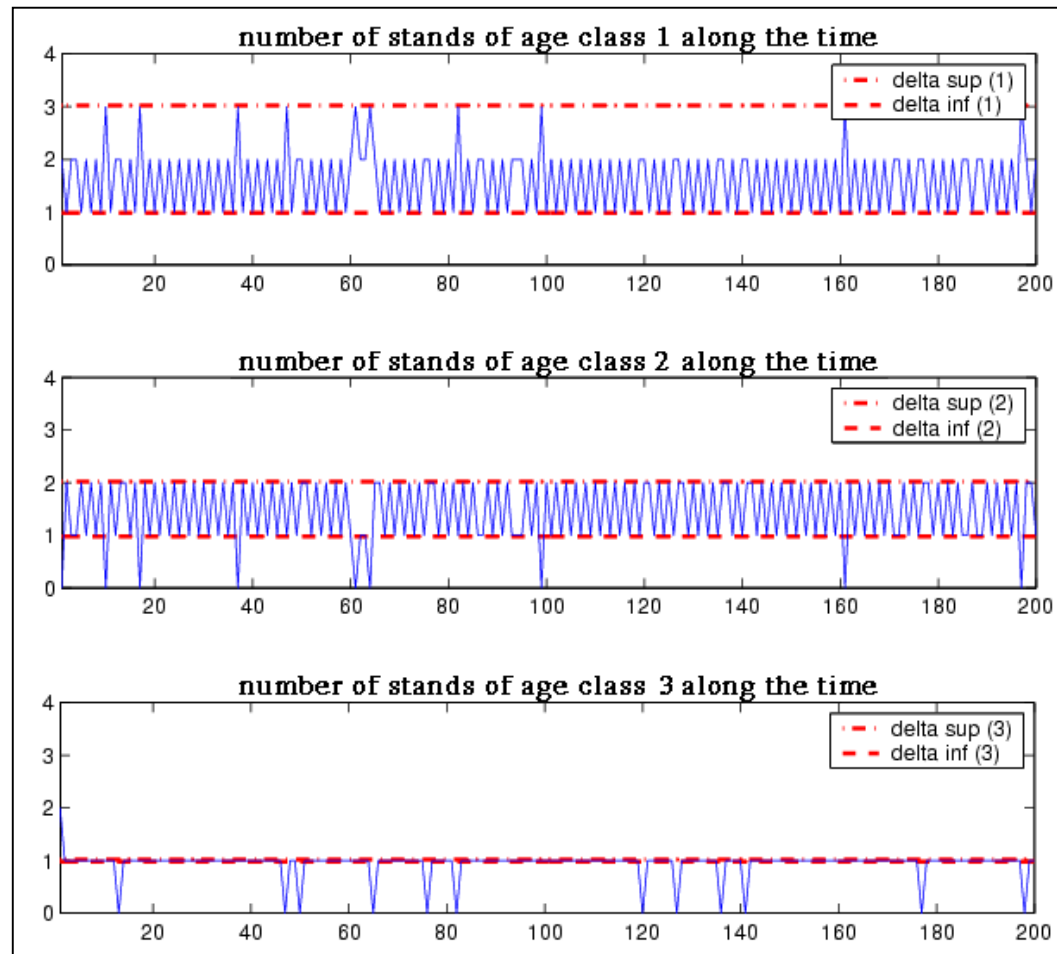 number of stands of age class 1 along the time
4
3
2
1
0
delta sup (1)
delta inf (1)
20 40 60 80 100 120 140 160 180 200
number of stands of age class 2 along the time
4
3
2
1
0
delta sup (2)
delta inf (2)
20 40 60 80 100 120 140 160 180 200
number of stands of age class 3 along the time
4
3
2
1
0
delta sup (3)
delta inf (3)
20 40 60 80 100 120 140 160 180 200